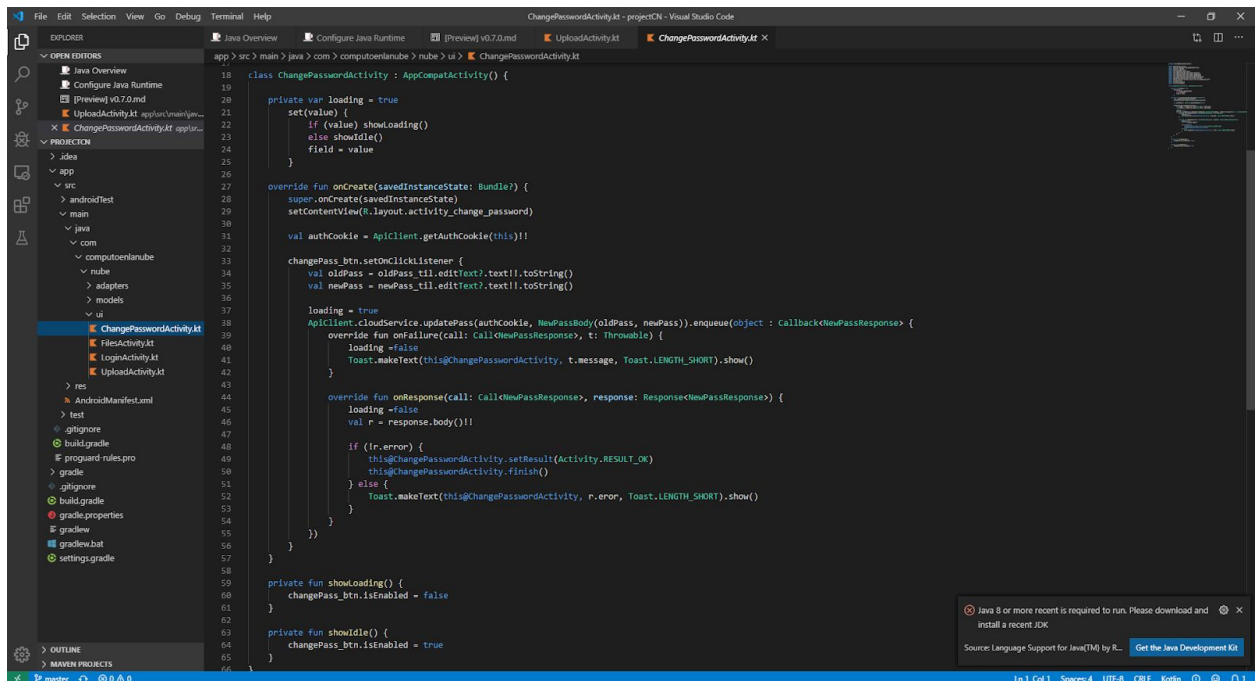 File Edit Selection View Go Debug Terminal Help
ChangePasswordActivity.kt - projectCN - Visual Studio Code
EXPLORER
OPEN EDITORS
Java Overview
Configure Java Runtime
[Preview] v0.7.0.md
UploadActivity.kt app\src\main\jav...
ChangePasswordActivity.kt app\sr...
PROJECTCN
.idea
app
src
androidTest
main
java
com
computoenlanube
nube
adapters
models
ui
ChangePasswordActivity.kt
FilesActivity.kt
LoginActivity.kt
UploadActivity.kt
res
AndroidManifest.xml
test
.gitignore
build.gradle
proguard-rules.pro
gradle
.gitignore
build.gradle
gradle.properties
gradlew
gradlew.bat
settings.gradle
OUTLINE
MAVEN PROJECTS
Java Overview
Configure Java Runtime
[Preview] v0.7.0.md
UploadActivity.kt
ChangePasswordActivity.kt
app > src > main > java > com > computoenlanube > nube > ui > ChangePasswordActivity.kt
18 class ChangePasswordActivity : AppCompatActivity() {
19
20 private var loading = true
21 set(value) {
22 if (value) showLoading()
23 else showIdle()
24 field = value
25 }
26
27 override fun onCreate(savedInstanceState: Bundle?) {
28 super.onCreate(savedInstanceState)
29 setContentView(R.layout.activity_change_password)
30
31 val authCookie = ApiClient.getAuthCookie(this)!!
32
33 changePass_btn.setOnClickListener {
34 val oldPass = oldPass_til.editText?.text!!.toString()
35 val newPass = newPass_til.editText?.text!!.toString()
36
37 loading = true
38 ApiClient.cloudService.updatePass(authCookie, NewPassBody(oldPass, newPass)).enqueue(object : Callback<NewPassResponse> {
39 override fun onFailure(call: Call<NewPassResponse>, t: Throwable) {
40 loading =false
41 Toast.makeText(this@ChangePasswordActivity, t.message, Toast.LENGTH_SHORT).show()
42 }
43
44 override fun onResponse(call: Call<NewPassResponse>, response: Response<NewPassResponse>) {
45 loading =false
46 val r = response.body()!!
47
48 if (!r.error) {
49 this@ChangePasswordActivity.setResult(Activity.RESULT_OK)
50 this@ChangePasswordActivity.finish()
51 } else {
52 Toast.makeText(this@ChangePasswordActivity, r.eror, Toast.LENGTH_SHORT).show()
53 }
54 }
55 })
56 }
57 }
58
59 private fun showLoading() {
60 changePass_btn.isEnabled = false
61 }
62
63 private fun showIdle() {
64 changePass_btn.isEnabled = true
65 }
66 }
Java 8 or more recent is required to run. Please download and
install a recent JDK
Source: Language Support for Java(TM) by R...
Get the Java Development Kit
master 0 0 0
Ln 1, Col 1 Spaces: 4 UTF-8 CRLF Kotlin 1